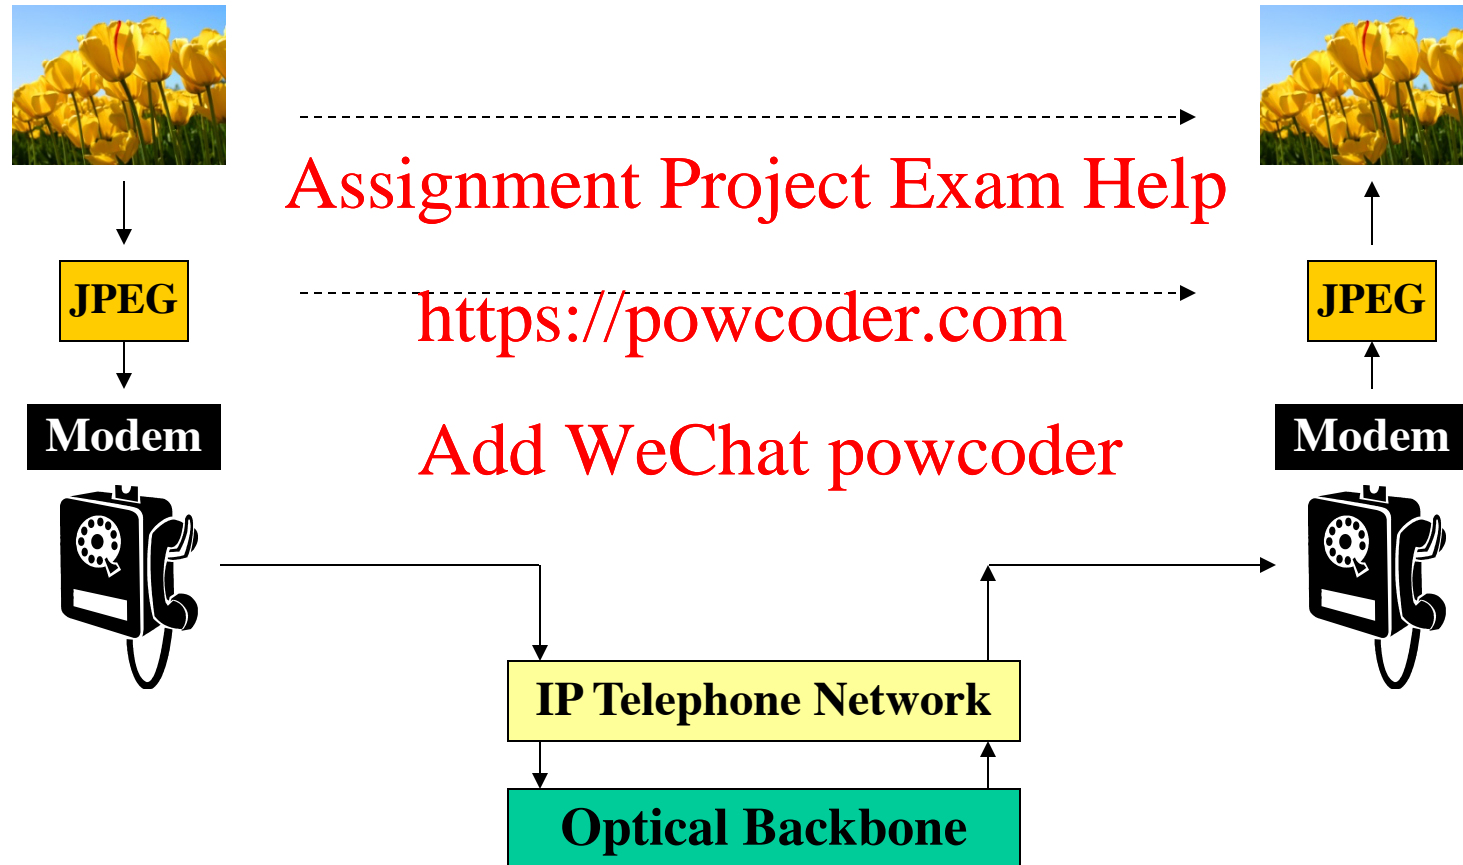 Assignment Project Exam Help
JPEG
https://powcoder.com
JPEG
Modem
Add WeChat powcoder
Modem
IP Telephone Network
Optical Backbone